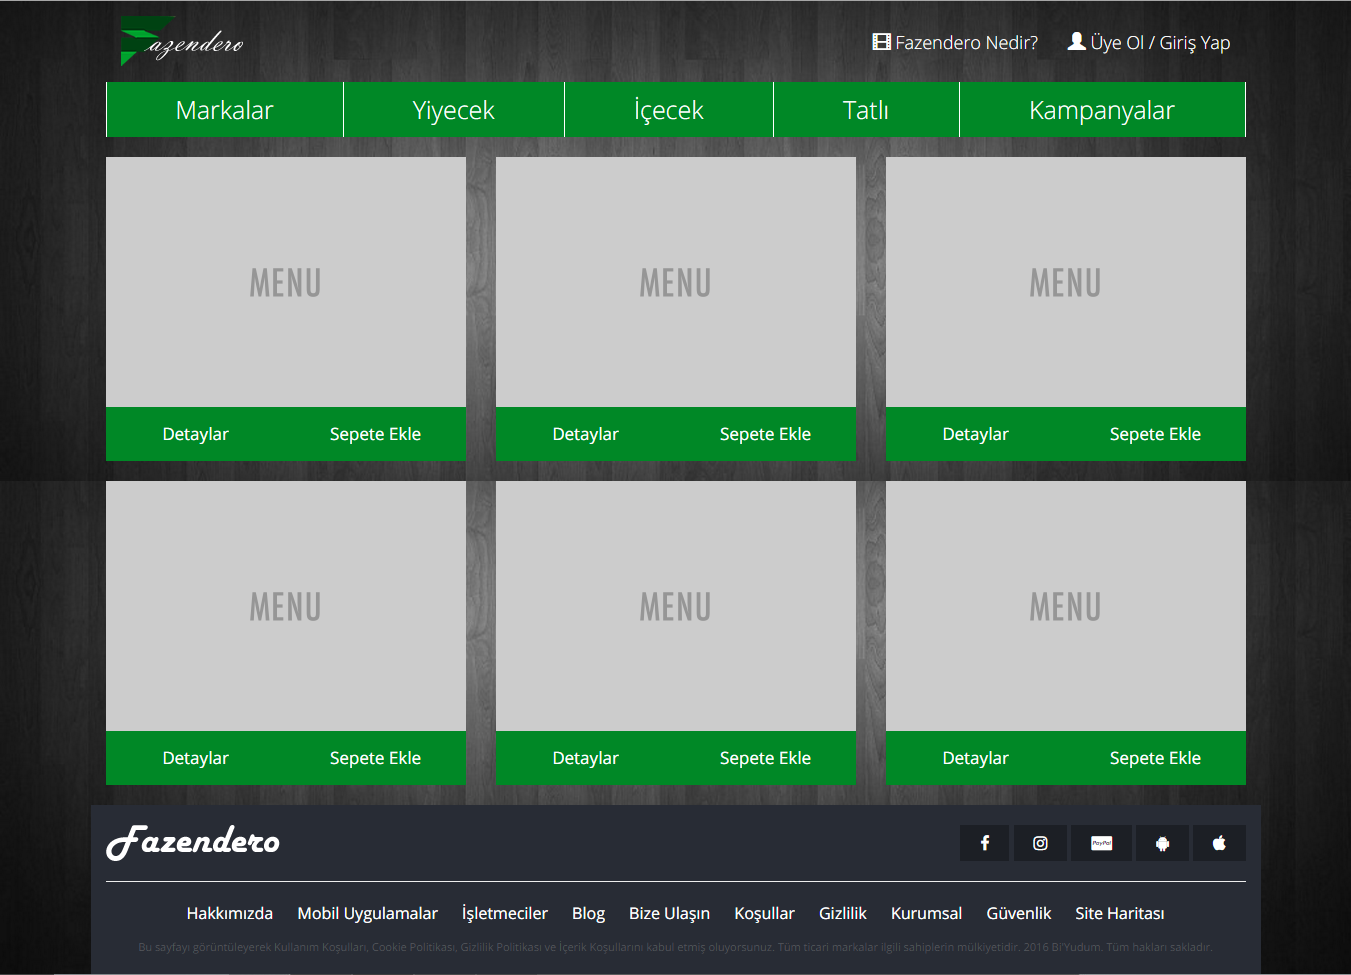 Fazendero
Fazendero Nedir? Üye Ol / Giriş Yap
Markalar Yiyecek İçecek Tatlı Kampanyalar
MENU MENU MENU
Detaylar Sepete Ekle Detaylar Sepete Ekle Detaylar Sepete Ekle
MENU MENU MENU
Detaylar Sepete Ekle Detaylar Sepete Ekle Detaylar Sepete Ekle
Fazendero PayPal
Hakkımızda Mobil Uygulamalar İşletmeciler Blog Bize Ulaşın Koşullar Gizlilik Kurumsal Güvenlik Site Haritası
Bu sayfayı görüntüleyerek Kullanım Koşulları, Cookie Politikası, Gizlilik Politikası ve İçerik Koşullarını kabul etmiş oluyorsunuz. Tüm ticari markalar ilgili sahiplerin mülkiyetidir. 2016 Bi'Yudum. Tüm hakları saklıdır.